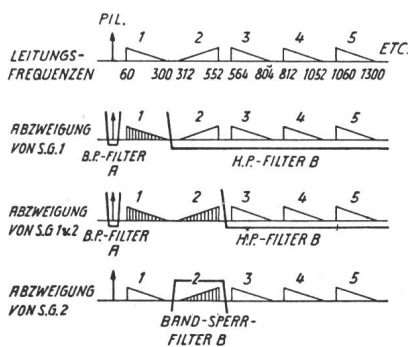 PIL.
1 2 3 4 5 ETC.
LEITUNGS-
FREQUENZEN
60 300 312 552 564 804 812 1052 1060 1300
1 2 3 4 5
ABZWEIGUNG
VON S.G.1
B.P.-FILTER
A
H.P.-FILTER B
1 2 3 4 5
ABZWEIGUNG
VON S.G 1u.2
B.P.-FILTER
A
H.P.-FILTER B
1 2 3 4 5
ABZWEIGUNG
VON S.G.2
BAND-SPERR-
FILTER B